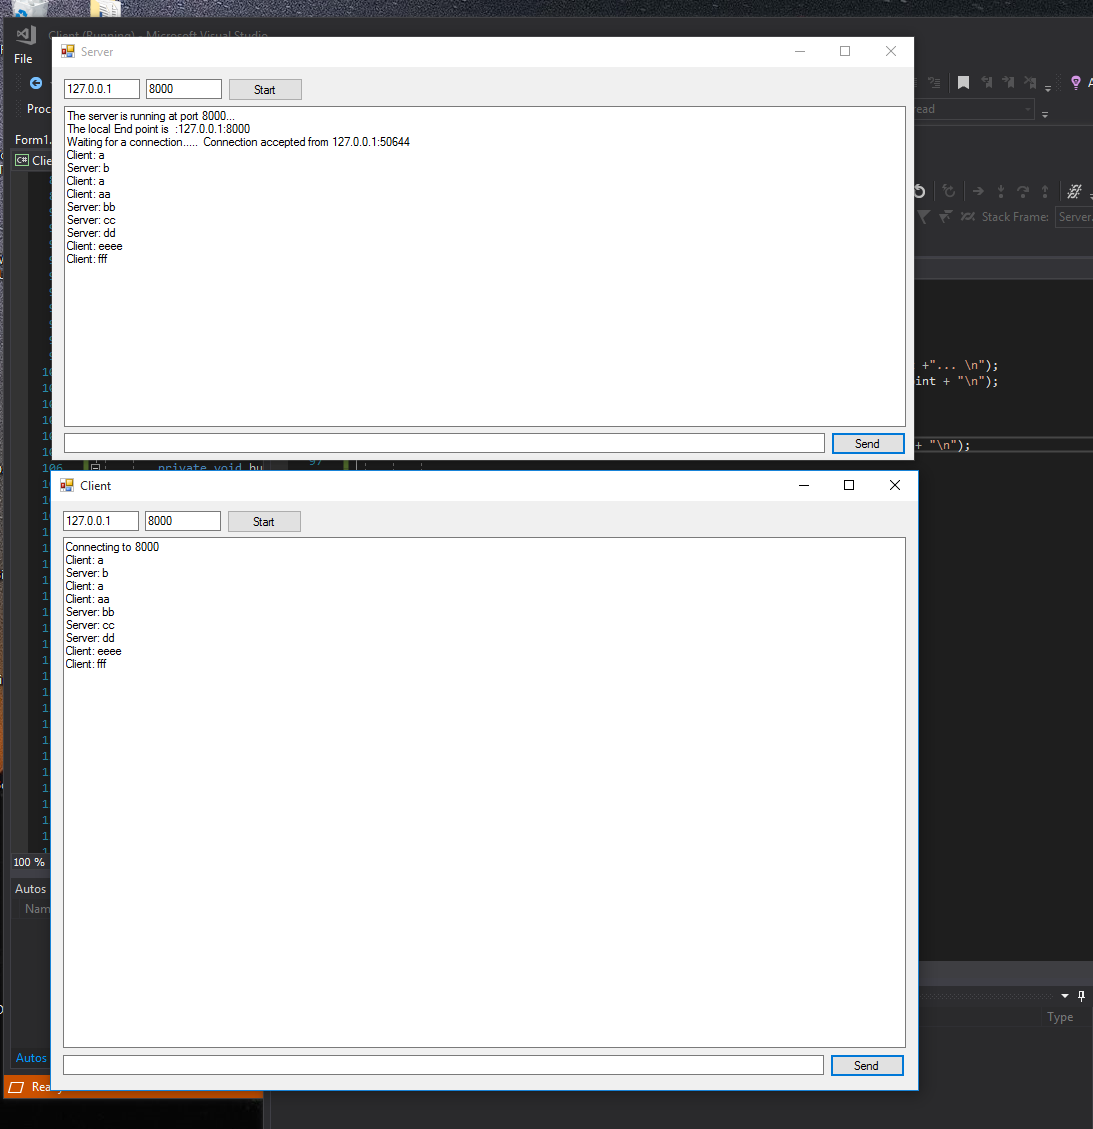 Client (Running) - Microsoft Visual Studio
File
Server
127.0.0.1 8000 Start
The server is running at port 8000...
The local End point is :127.0.0.1:8000
Waiting for a connection..... Connection accepted from 127.0.0.1:50644
Client: a
Server: b
Client: a
Client: aa
Server: bb
Server: cc
Server: dd
Client: eeee
Client: fff
Send
Proc
Form1.
C# Clie
Stack Frame: Server.
+"... \n");
int + "\n");
+ "\n");
106 private void bu
97
Client
127.0.0.1 8000 Start
Connecting to 8000
Client: a
Server: b
Client: a
Client: aa
Server: bb
Server: cc
Server: dd
Client: eeee
Client: fff
Send
100 %
Autos
Nam
Type
Autos
Ready